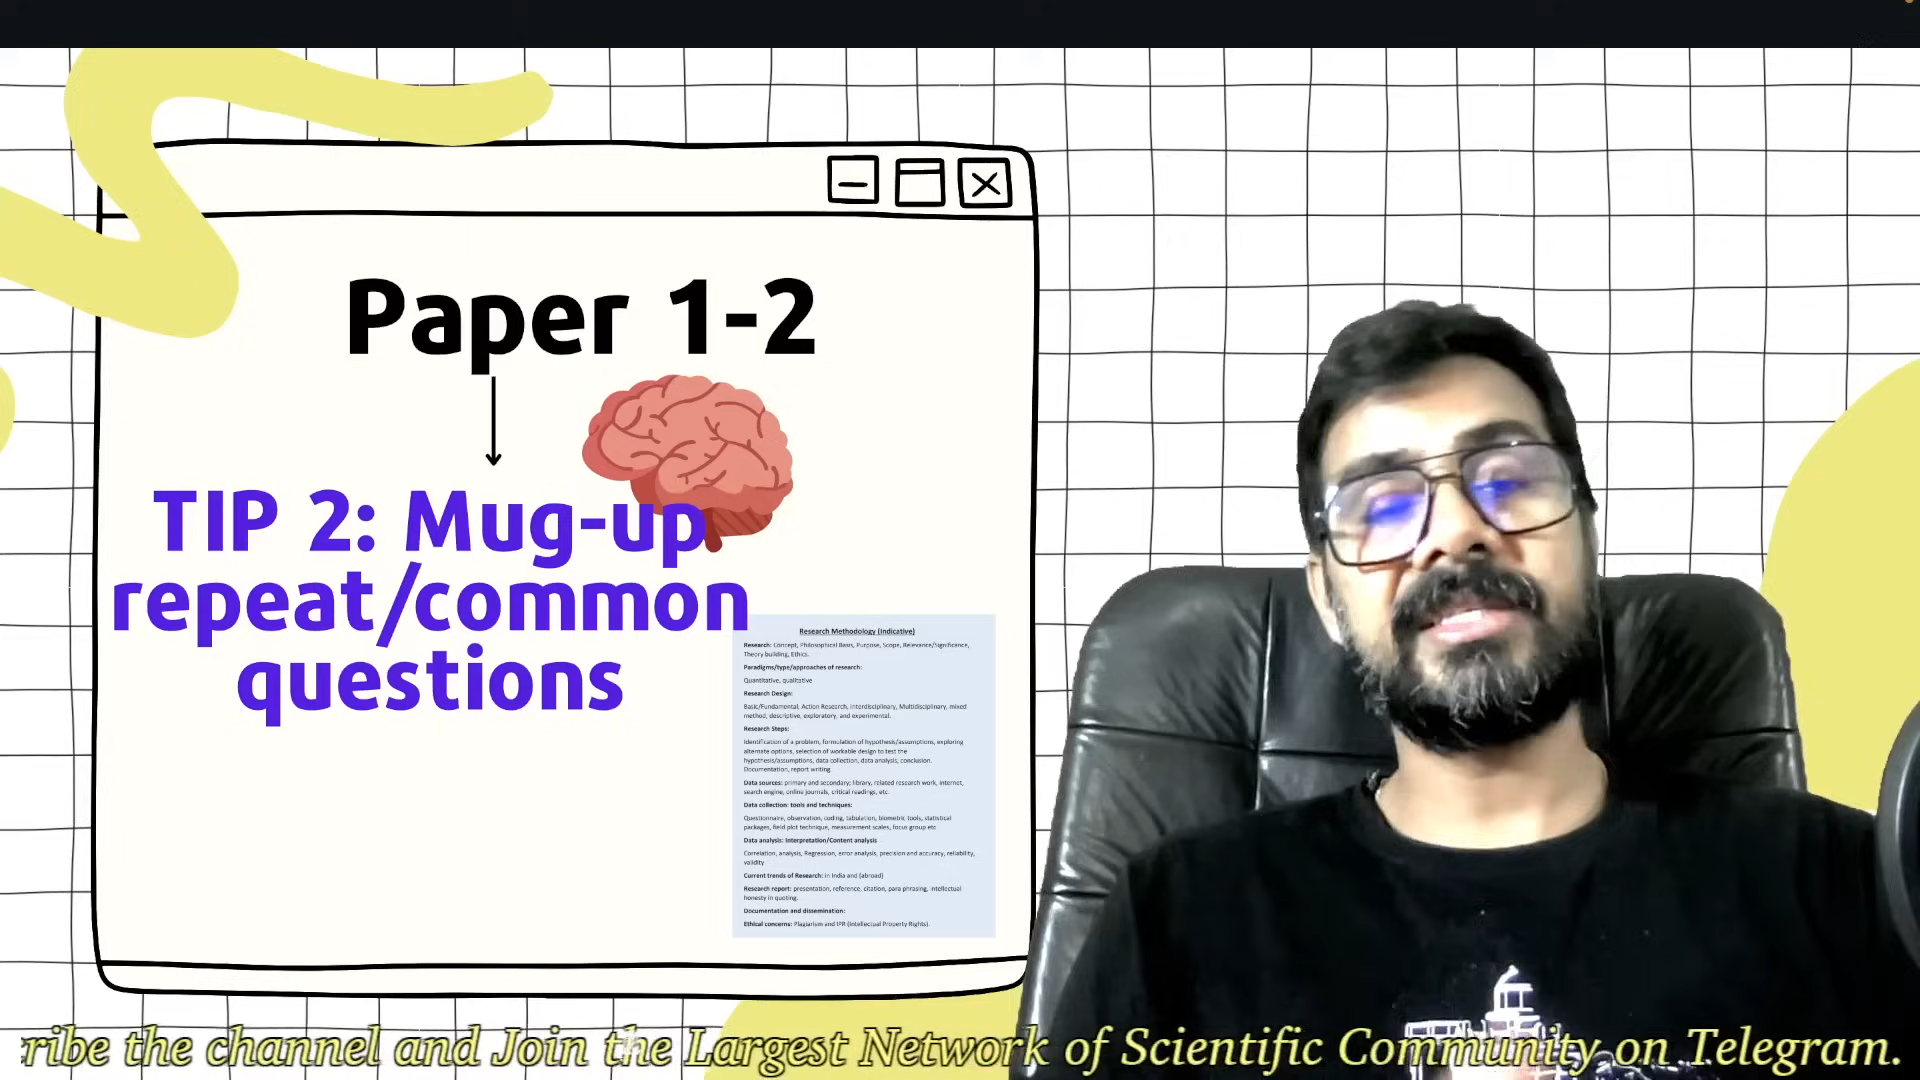 Paper 1-2
TIP 2: Mug-up
repeat/common
questions
Research Methodology (Indicative)
Research: Concept, Philosophical Basis, Purpose, Scope, Relevance/Significance,
Theory building, Ethics.
Paradigms/type/approaches of research:
Quantitative, qualitative
Research Design:
Basic/Fundamental, Action Research, Interdisciplinary, Multidisciplinary, mixed
method, descriptive, exploratory, and experimental.
Research Steps:
Identification of a problem, formulation of hypothesis/assumptions, exploring
alternate options, selection of workable design to test the
hypothesis/assumptions, data collection, data analysis, conclusion.
Documentation, report writing.
Data sources: primary and secondary; library, related research work, internet,
search engine, online journals, critical readings, etc.
Data collection: tools and techniques:
Questionnaire, observation, coding, tabulation, biometric tools, statistical
packages, field plot technique, measurement scales, focus group etc
Data analysis: Interpretation/Content analysis
Correlation, analysis, Regression, error analysis, precision and accuracy, reliability,
validity
Current trends of Research: in India and (abroad)
Research report: presentation, reference, citation, para phrasing, intellectual
honesty in quoting.
Documentation and dissemination:
Ethical concerns: Plagiarism and IPR (Intellectual Property Rights).
ribe the channel and Join the Largest Network of Scientific Community on Telegram.